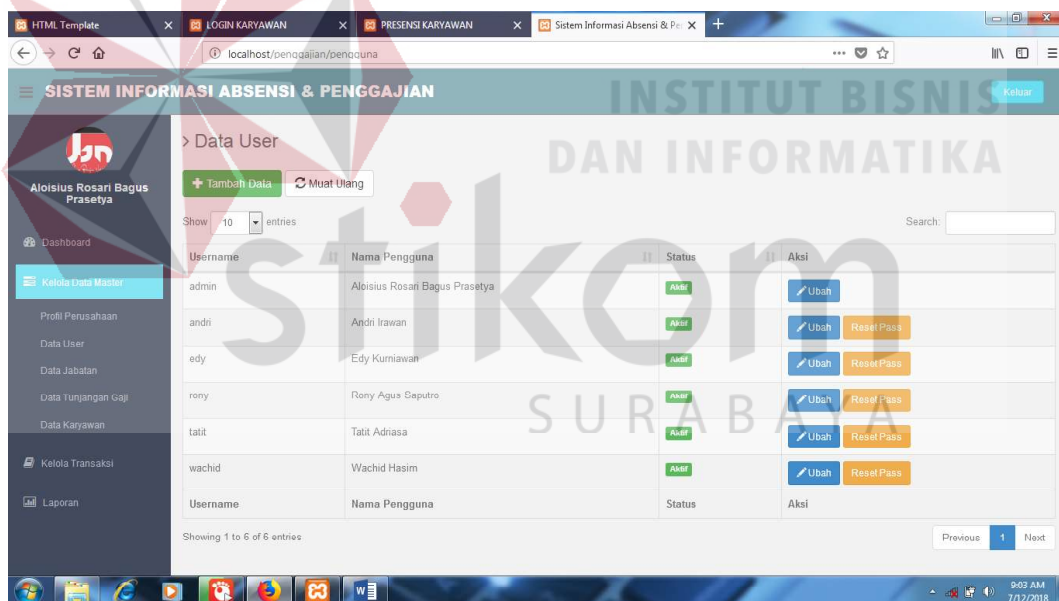 HTML Template
LOGIN KARYAWAN
PRESENSI KARYAWAN
Sistem Informasi Absensi & Pe
localhost/penggajian/pengguna
SISTEM INFORMASI ABSENSI & PENGGAJIAN
Keluar
INSTITUT BISNIS
DAN INFORMATIKA
stikom
SURABAYA
Jan
Aloisius Rosari Bagus
Prasetya
Dashboard
Kelola Data Master
Profil Perusahaan
Data User
Data Jabatan
Data Tunjangan Gaji
Data Karyawan
Kelola Transaksi
Laporan
> Data User
Tambah Data
Muat Ulang
Show 10 entries
Search:
Username Nama Pengguna Status Aksi
admin Aloisius Rosari Bagus Prasetya Aktif Ubah
andri Andri Irawan Aktif Ubah Reset Pass
edy Edy Kurniawan Aktif Ubah Reset Pass
rony Rony Agus Saputro Aktif Ubah Reset Pass
tatit Tatit Adriasa Aktif Ubah Reset Pass
wachid Wachid Hasim Aktif Ubah Reset Pass
Username Nama Pengguna Status Aksi
Showing 1 to 6 of 6 entries
Previous 1 Next
9:03 AM
7/12/2018